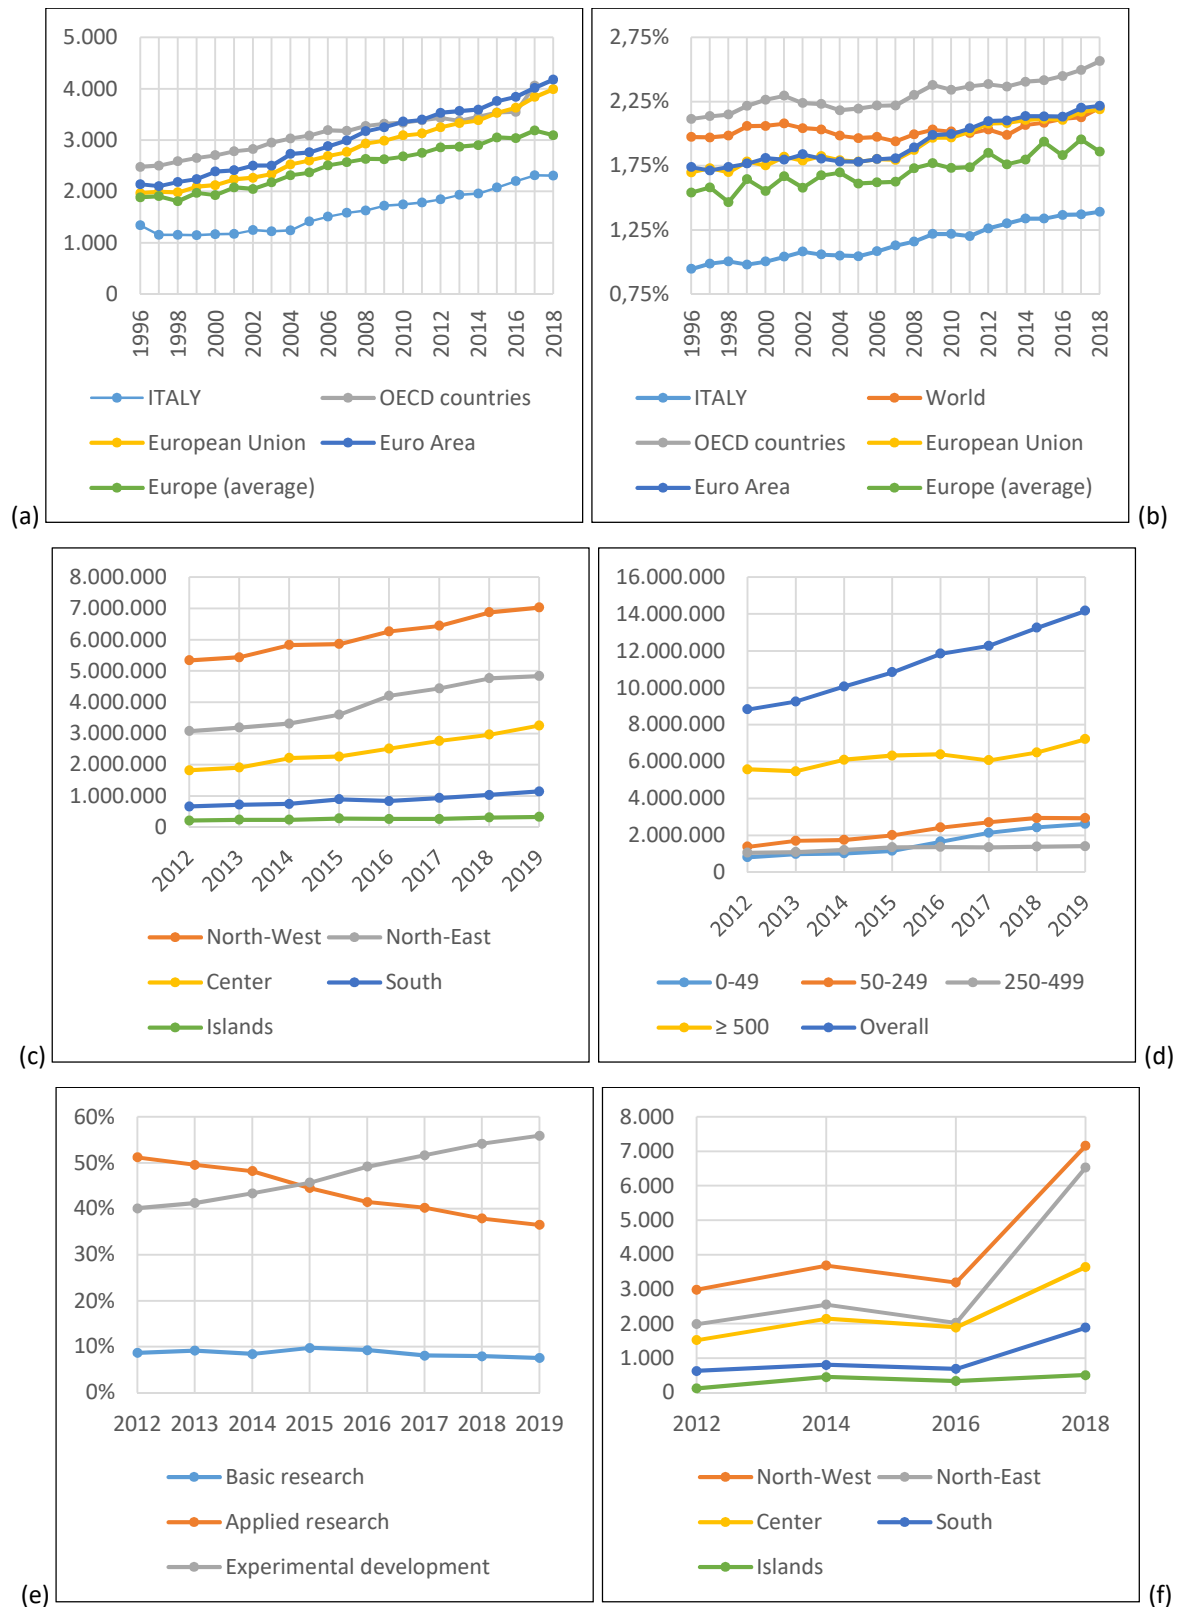 5.000
4.000
3.000
2.000
1.000
0
1996
1998
2000
2002
2004
2006
2008
2010
2012
2014
2016
2018
ITALY
OECD countries
European Union
Euro Area
Europe (average)
(a)
2,75%
2,25%
1,75%
1,25%
0,75%
1996
1998
2000
2002
2004
2006
2008
2010
2012
2014
2016
2018
ITALY
World
OECD countries
European Union
Euro Area
Europe (average)
(b)
8.000.000
7.000.000
6.000.000
5.000.000
4.000.000
3.000.000
2.000.000
1.000.000
0
2012
2013
2014
2015
2016
2017
2018
2019
North-West
North-East
Center
South
Islands
(c)
16.000.000
14.000.000
12.000.000
10.000.000
8.000.000
6.000.000
4.000.000
2.000.000
0
2012
2013
2014
2015
2016
2017
2018
2019
0-49
50-249
250-499
≥ 500
Overall
(d)
60%
50%
40%
30%
20%
10%
0%
2012 2013 2014 2015 2016 2017 2018 2019
Basic research
Applied research
Experimental development
(e)
8.000
7.000
6.000
5.000
4.000
3.000
2.000
1.000
0
2012 2014 2016 2018
North-West
North-East
Center
South
Islands
(f)